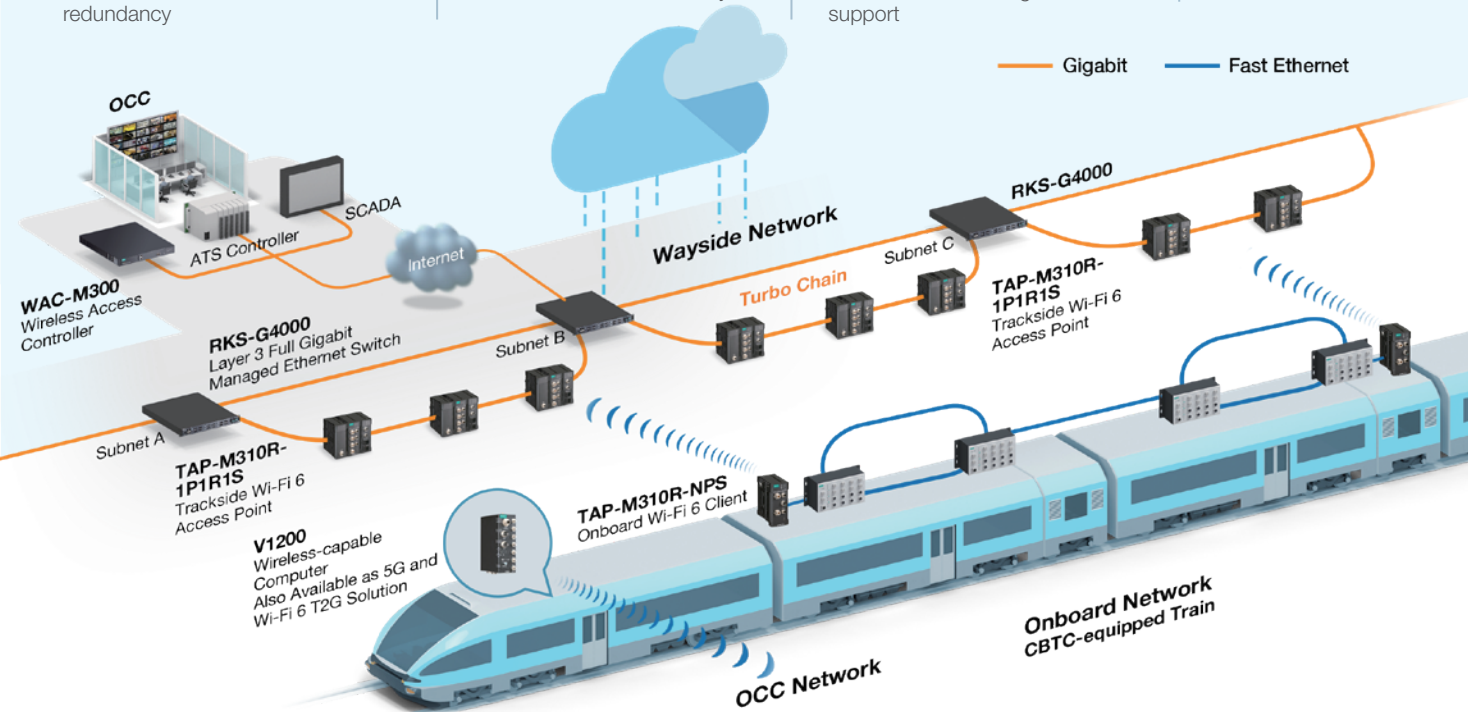 redundancy
support
Gigabit
Fast Ethernet
OCC
SCADA
ATS Controller
Internet
WAC-M300
Wireless Access
Controller
Wayside Network
RKS-G4000
Subnet C
Turbo Chain
TAP-M310R-
1P1R1S
Trackside Wi-Fi 6
Access Point
RKS-G4000
Layer 3 Full Gigabit
Managed Ethernet Switch
Subnet B
Subnet A
TAP-M310R-
1P1R1S
Trackside Wi-Fi 6
Access Point
TAP-M310R-NPS
Onboard Wi-Fi 6 Client
V1200
Wireless-capable
Computer
Also Available as 5G and
Wi-Fi 6 T2G Solution
Onboard Network
CBTC-equipped Train
OCC Network